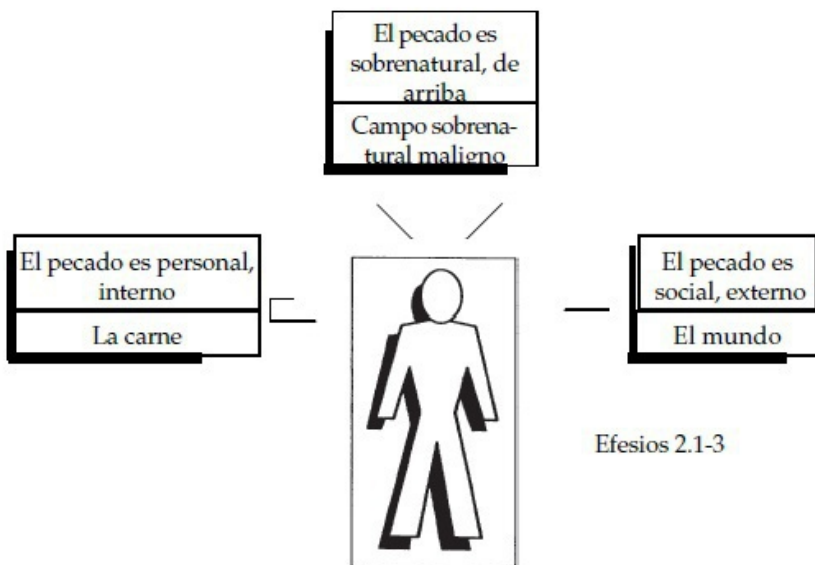 El pecado es
sobrenatural, de
arriba
Campo sobrena-
tural maligno
El pecado es personal,
interno
La carne
El pecado es
social, externo
El mundo
Efesios 2.1-3